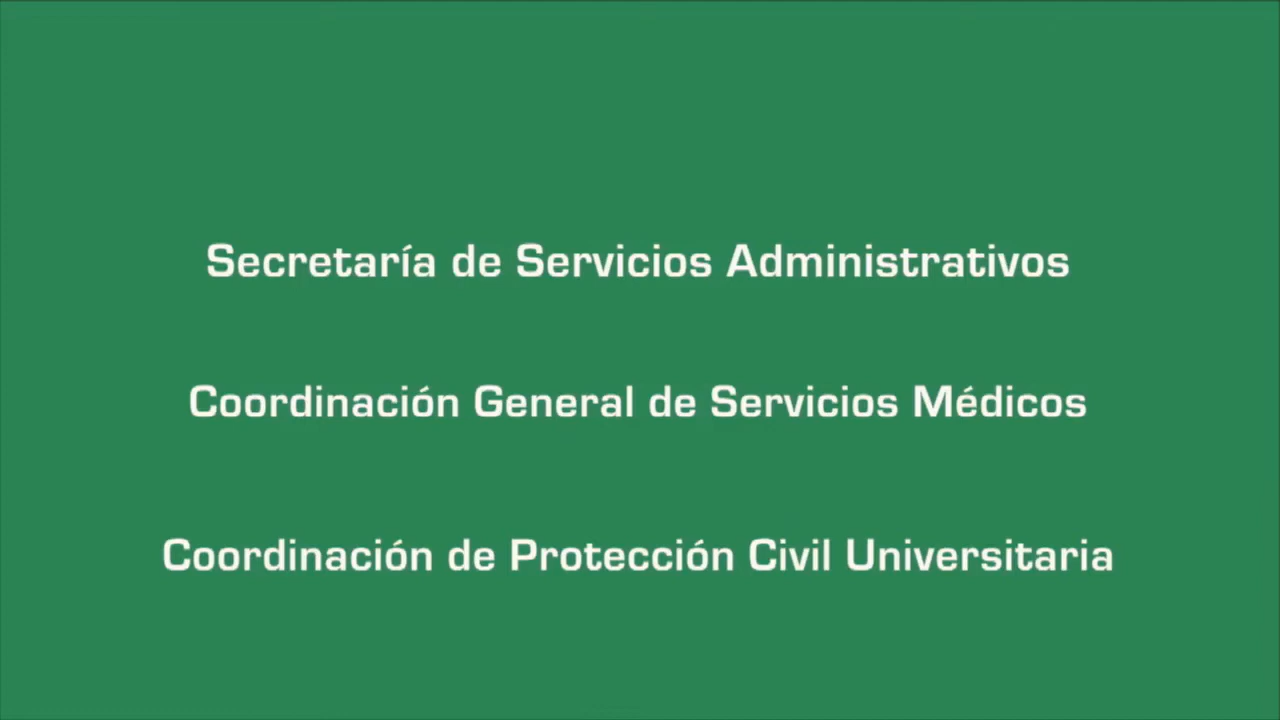 Secretaría de Servicios Administrativos
Coordinación General de Servicios Médicos
Coordinación de Protección Civil Universitaria